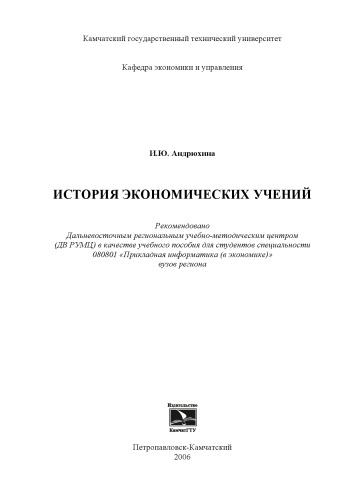 Камчатский государственный технический университет
Кафедра экономики и управления
И.Ю. Андрюхина
ИСТОРИЯ ЭКОНОМИЧЕСКИХ УЧЕНИЙ
Рекомендовано
Дальневосточным региональным учебно-методическим центром
(ДВ РУМЦ) в качестве учебного пособия для студентов специальности
080801 «Прикладная информатика (в экономике)»
вузов региона
Издательство
КамчатГТУ
Петропавловск-Камчатский
2006